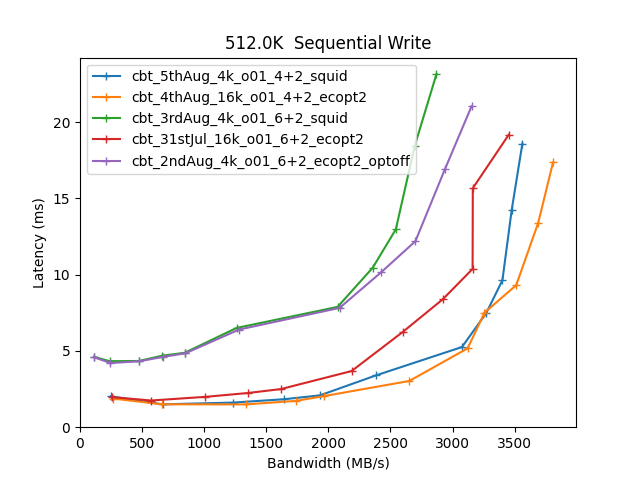 512.0K  Sequential Write
cbt_5thAug_4k_o01_4+2_squid
cbt_4thAug_16k_o01_4+2_ecopt2
cbt_3rdAug_4k_o01_6+2_squid
cbt_31stJul_16k_o01_6+2_ecopt2
cbt_2ndAug_4k_o01_6+2_ecopt2_optoff
Latency (ms)
20
15
10
5
0
0 500 1000 1500 2000 2500 3000 3500
Bandwidth (MB/s)